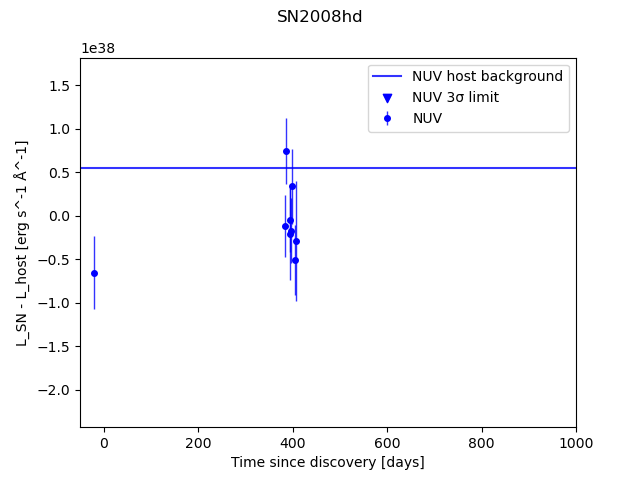 SN2008hd
1e38
NUV host background
NUV 3σ limit
NUV
1.5
1.0
0.5
0.0
−0.5
−1.0
−1.5
−2.0
L_SN - L_host [erg s^-1 Å^-1]
0 200 400 600 800 1000
Time since discovery [days]